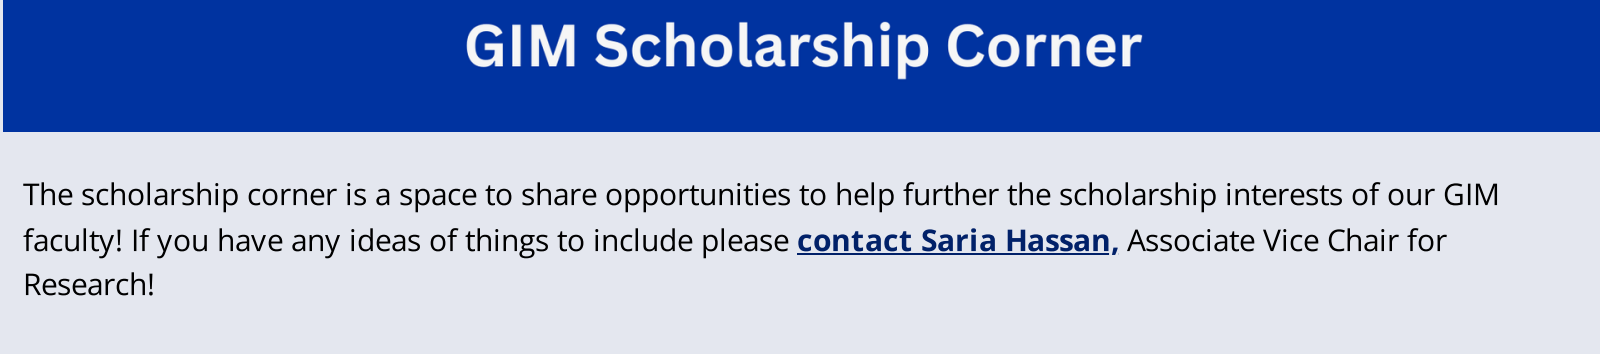 GIM Scholarship Corner
The scholarship corner is a space to share opportunities to help further the scholarship interests of our GIM
faculty! If you have any ideas of things to include please contact Saria Hassan, Associate Vice Chair for
Research!